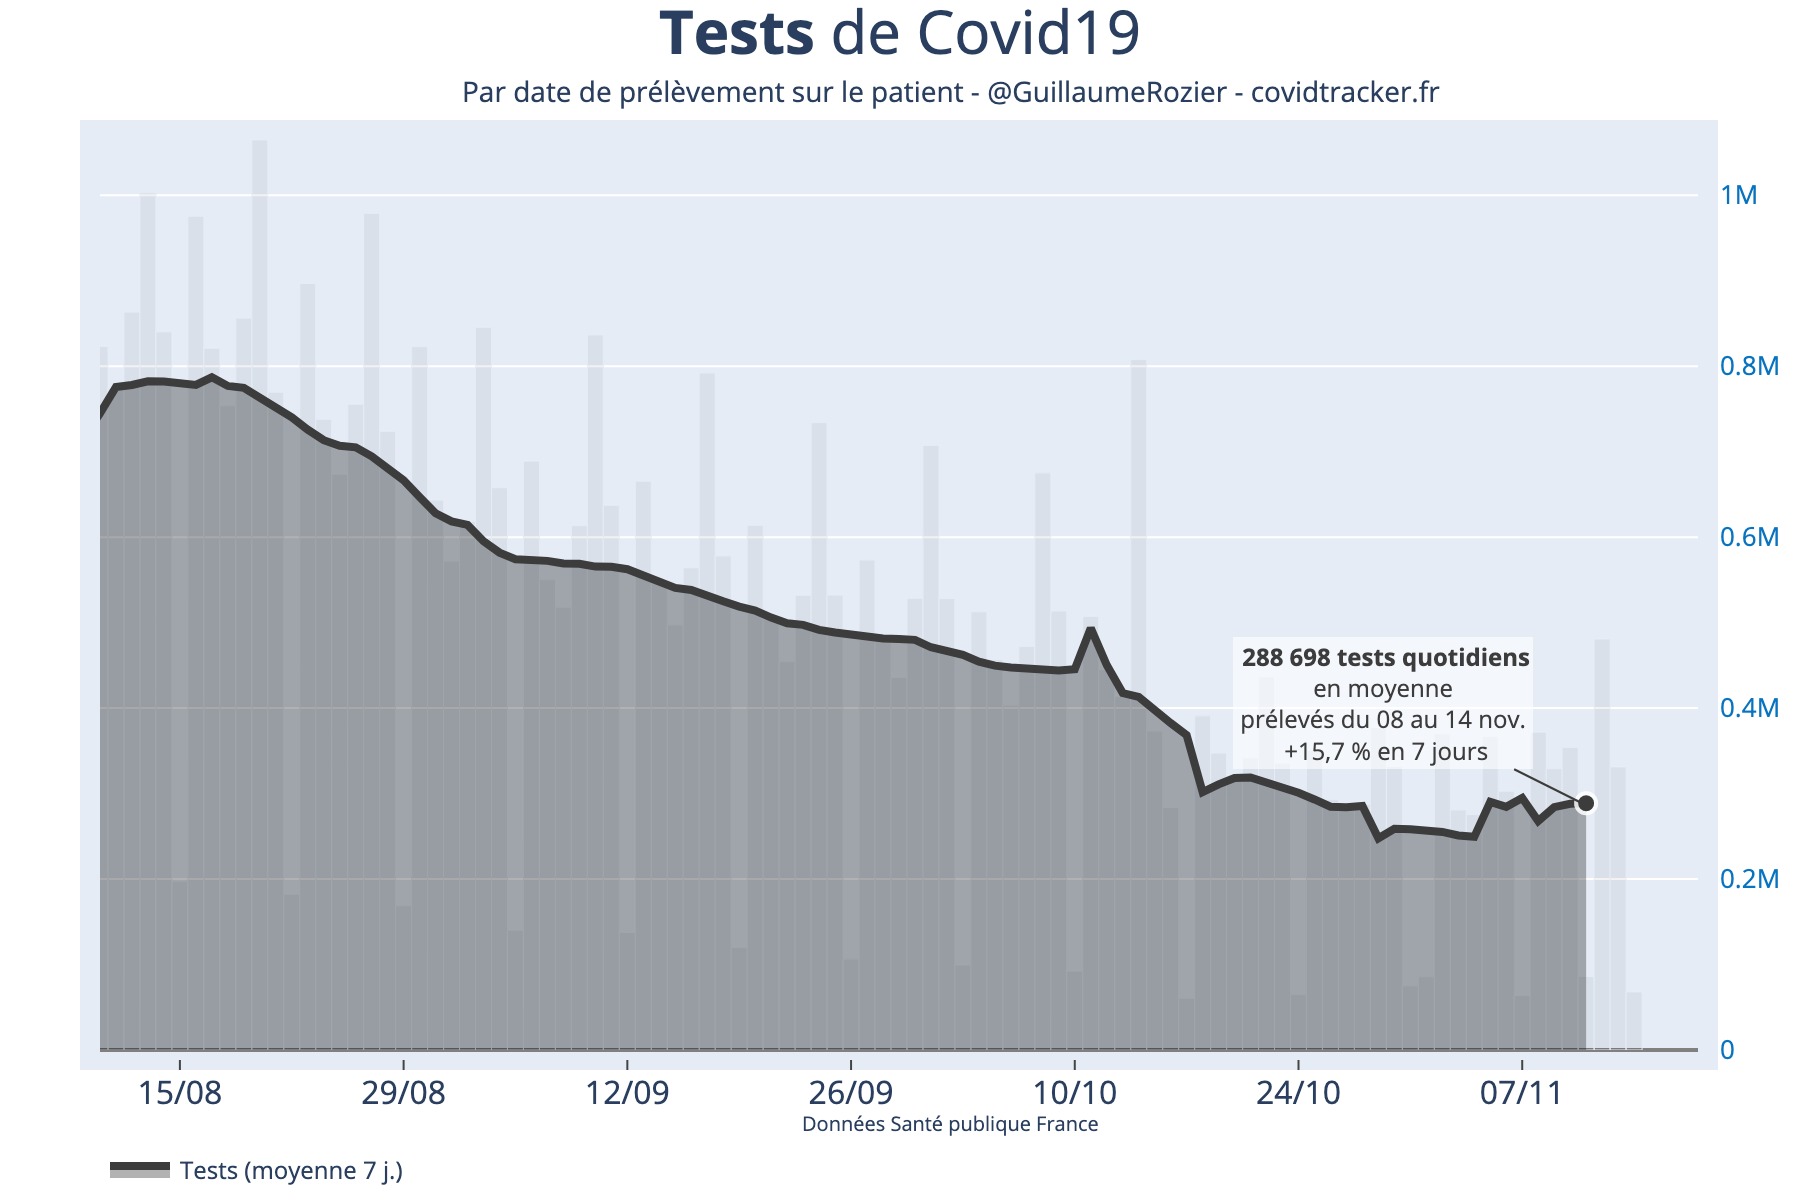 Tests de Covid19
Par date de prélèvement sur le patient - @GuillaumeRozier - covidtracker.fr
1M
0.8M
0.6M
288 698 tests quotidiens
en moyenne
prélevés du 08 au 14 nov.
+15,7 % en 7 jours
0.4M
0.2M
0
15/08 29/08 12/09 26/09 10/10 24/10 07/11
Données Santé publique France
Tests (moyenne 7 j.)